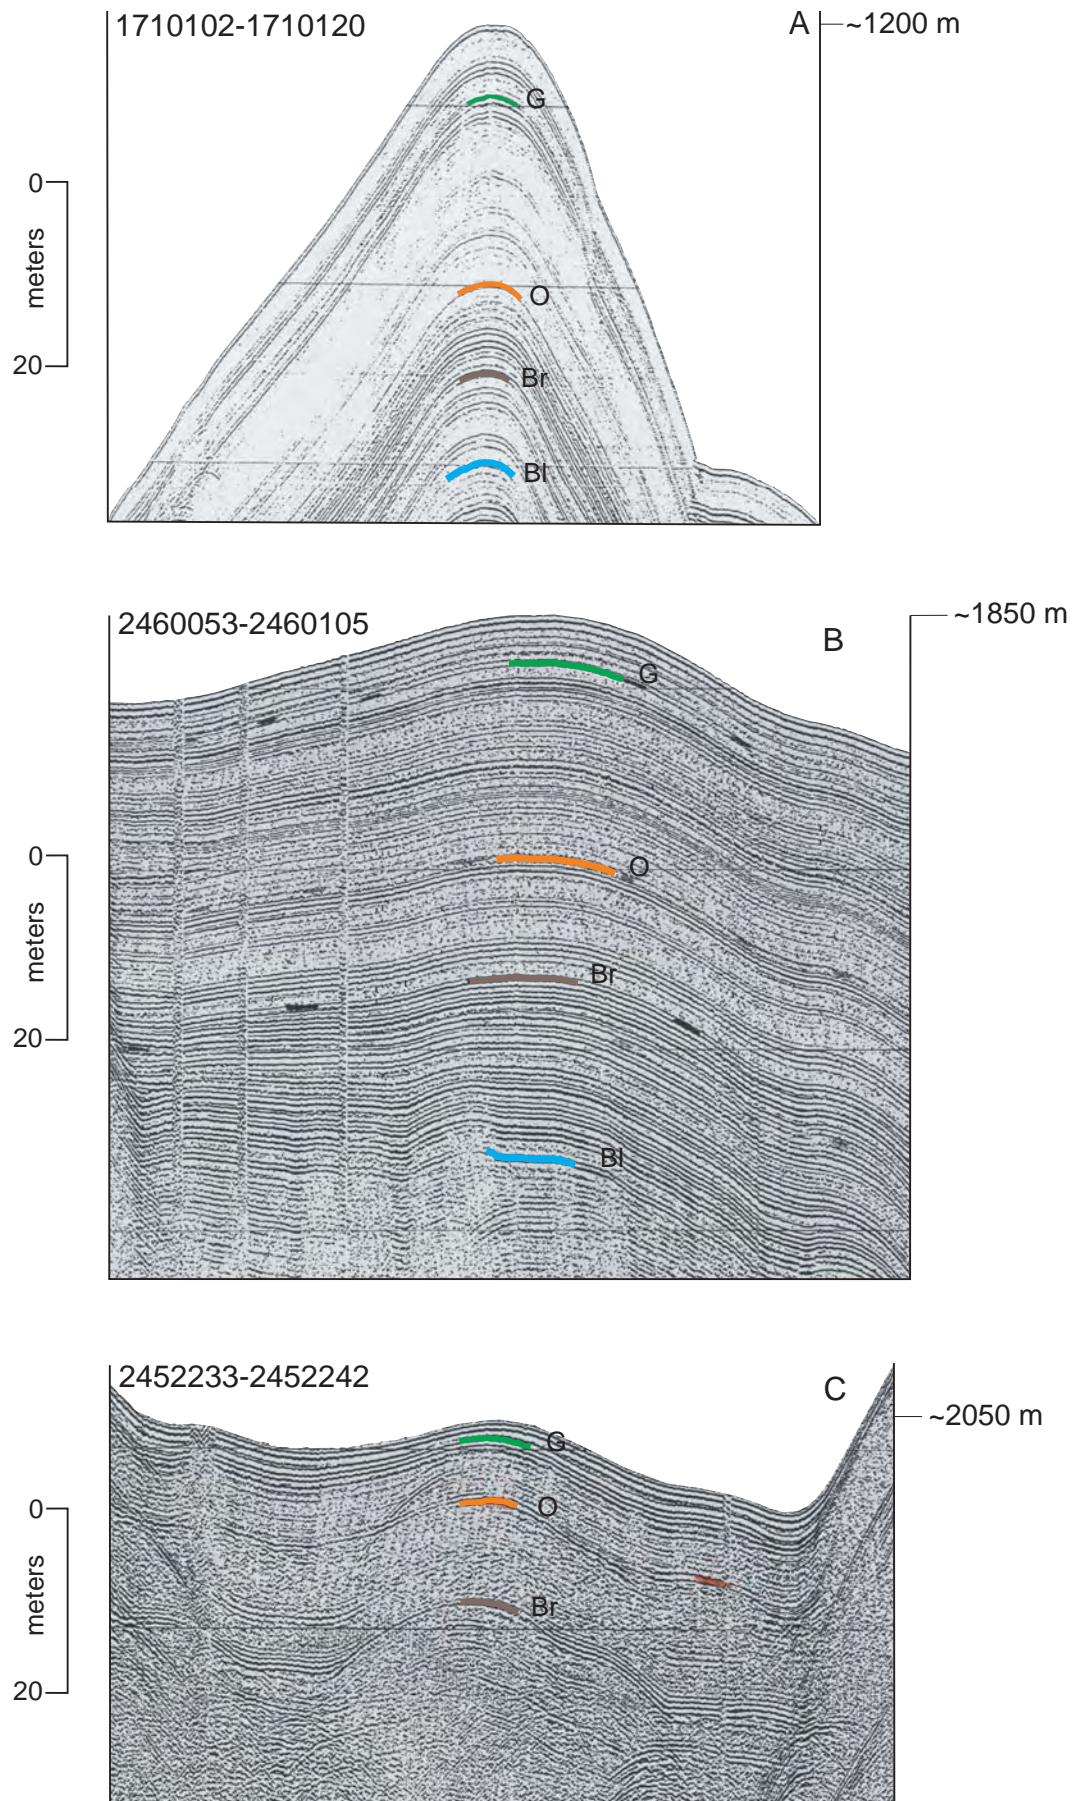 1710102-1710120
A
~1200 m
G
0
meters
O
20
Br
Bl
2460053-2460105
~1850 m
B
G
0
O
meters
Br
20
Bl
2452233-2452242
C
~2050 m
G
0
O
meters
Br
20